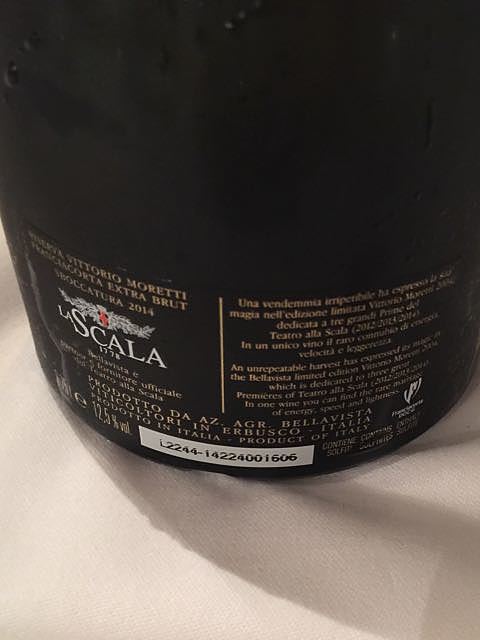 RISERVA VITTORIO MORETTI
FRANCIACORTA EXTRA BRUT
SBOCCATURA 2014
LA SCALA
1778
Bellavista è
fornitore ufficiale
alla Scala
12,5% vol
PRODOTTO DA AZ. AGR. BELLAVISTA
IN ERBUSCO - ITALIA
PRODOTTO IN ITALIA - PRODUCT OF ITALY
L2244-14224001606
Una vendemmia irripetibile ha espresso la sua
magia nell'edizione limitata Vittorio Moretti 2004,
dedicata a tre grandi Prime del
Teatro alla Scala (2012/2013/2014).
In un unico vino il raro connubio di energia,
velocità e leggerezza.
An unrepeatable harvest has expressed its magic in
the Bellavista limited edition Vittorio Moretti 2004,
which is dedicated to three great
Premières of Teatro alla Scala (2012/2013/2014).
In one wine can find the rare market
of energy, speed and lightness.
CONTIENE CONTAINS
SOLFITI SULFITES